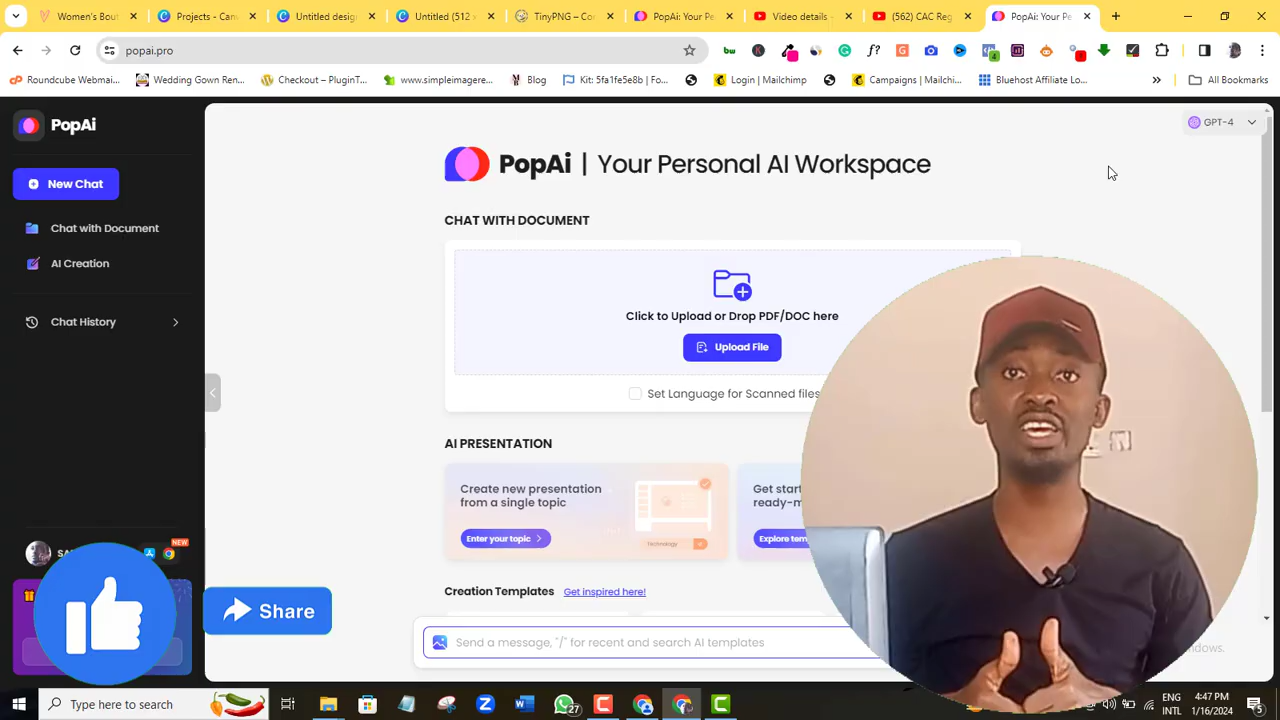 Women's Bout
Projects - Can
Untitled desig
Untitled (512 x
TinyPNG – Co
PopAi: Your Pe
Video details -
(562) CAC Reg
PopAi: Your Pe
popai.pro
Roundcube Webmai...
Wedding Gown Ren...
Checkout – PluginT...
www.simpleimagere...
Blog
Kit: 5fa1fe5e8b | Fo...
Login | Mailchimp
Campaigns | Mailchi...
Bluehost Affiliate Lo...
All Bookmarks
PopAi
GPT-4
PopAi | Your Personal AI Workspace
New Chat
CHAT WITH DOCUMENT
Chat with Document
AI Creation
Click to Upload or Drop PDF/DOC here
Chat History
Upload File
Set Language for Scanned files
AI PRESENTATION
Create new presentation
from a single topic
Get star
ready-m
Enter your topic
Explore tem
Technology
NEW
SA
Creation Templates
Get inspired here!
Share
Send a message, "/" for recent and search AI templates
ndows.
Type here to search
27
ENG
INTL
4:47 PM
1/16/2024
5